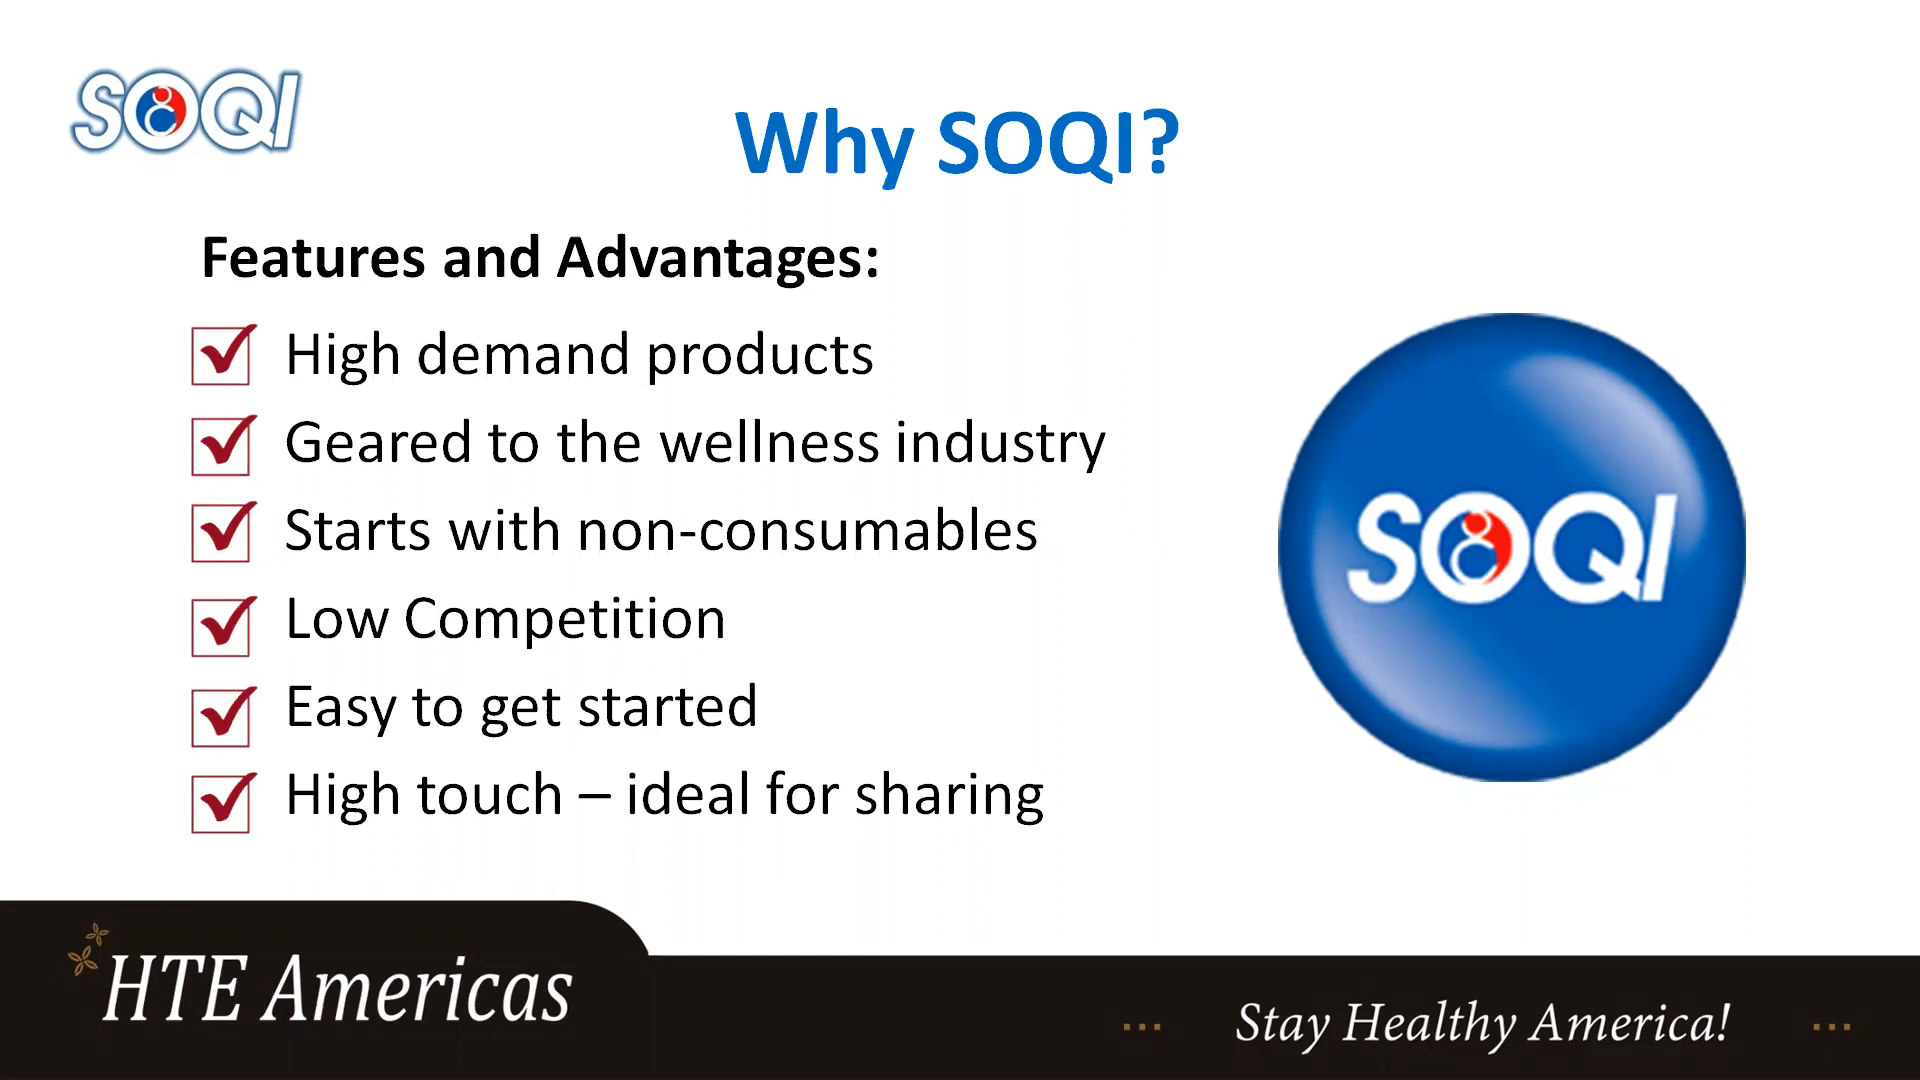 SOQI
Why SOQI?
Features and Advantages:
High demand products
Geared to the wellness industry
Starts with non-consumables
Low Competition
Easy to get started
High touch – ideal for sharing
SOQI
HTE Americas
... Stay Healthy America! ...